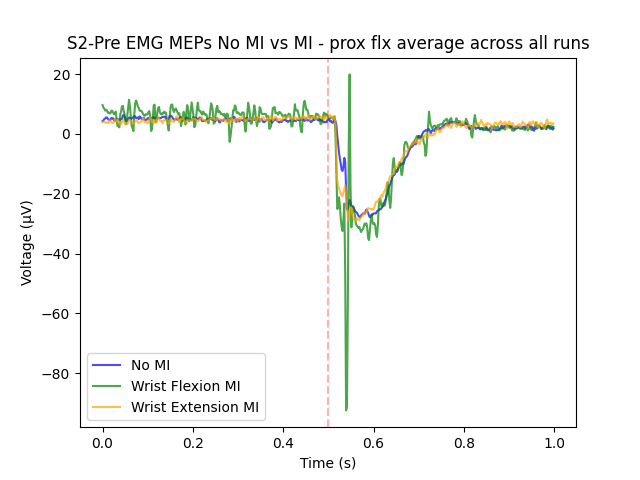 S2-Pre EMG MEPs No MI vs MI - prox flx average across all runs
20
0
−20
−40
−60
−80
Voltage (μV)
No MI
Wrist Flexion MI
Wrist Extension MI
0.0 0.2 0.4 0.6 0.8 1.0
Time (s)